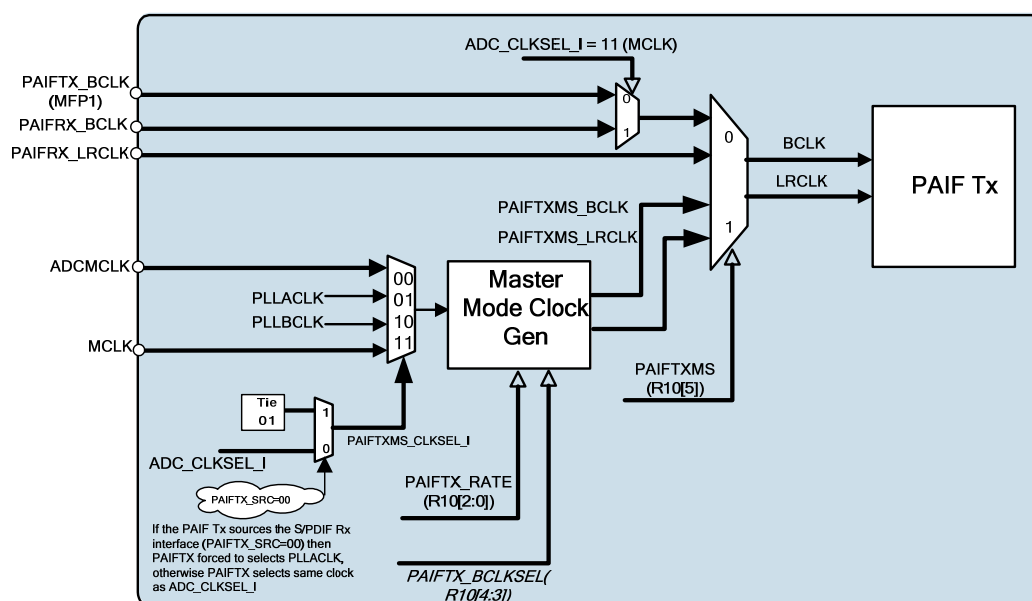 ADC_CLKSEL_I = 11 (MCLK)
PAIFTX_BCLK
(MFP1)
PAIFRX_BCLK
PAIFRX_LRCLK
0
1
0
1
BCLK
LRCLK
PAIF Tx
PAIFTXMS_BCLK
PAIFTXMS_LRCLK
ADCMCLK
PLLACLK
PLLBCLK
MCLK
00
01
10
11
Master
Mode Clock
Gen
PAIFTXMS
(R10[5])
Tie
01
1
0
PAIFTXMS_CLKSEL_I
ADC_CLKSEL_I
PAIFTX_SRC=00
PAIFTX_RATE
(R10[2:0])
If the PAIF Tx sources the S/PDIF Rx
interface (PAIFTX_SRC=00) then
PAIFTX forced to selects PLLACLK,
otherwise PAIFTX selects same clock
as ADC_CLKSEL_I
PAIFTX_BCLKSEL(
R10[4:3])